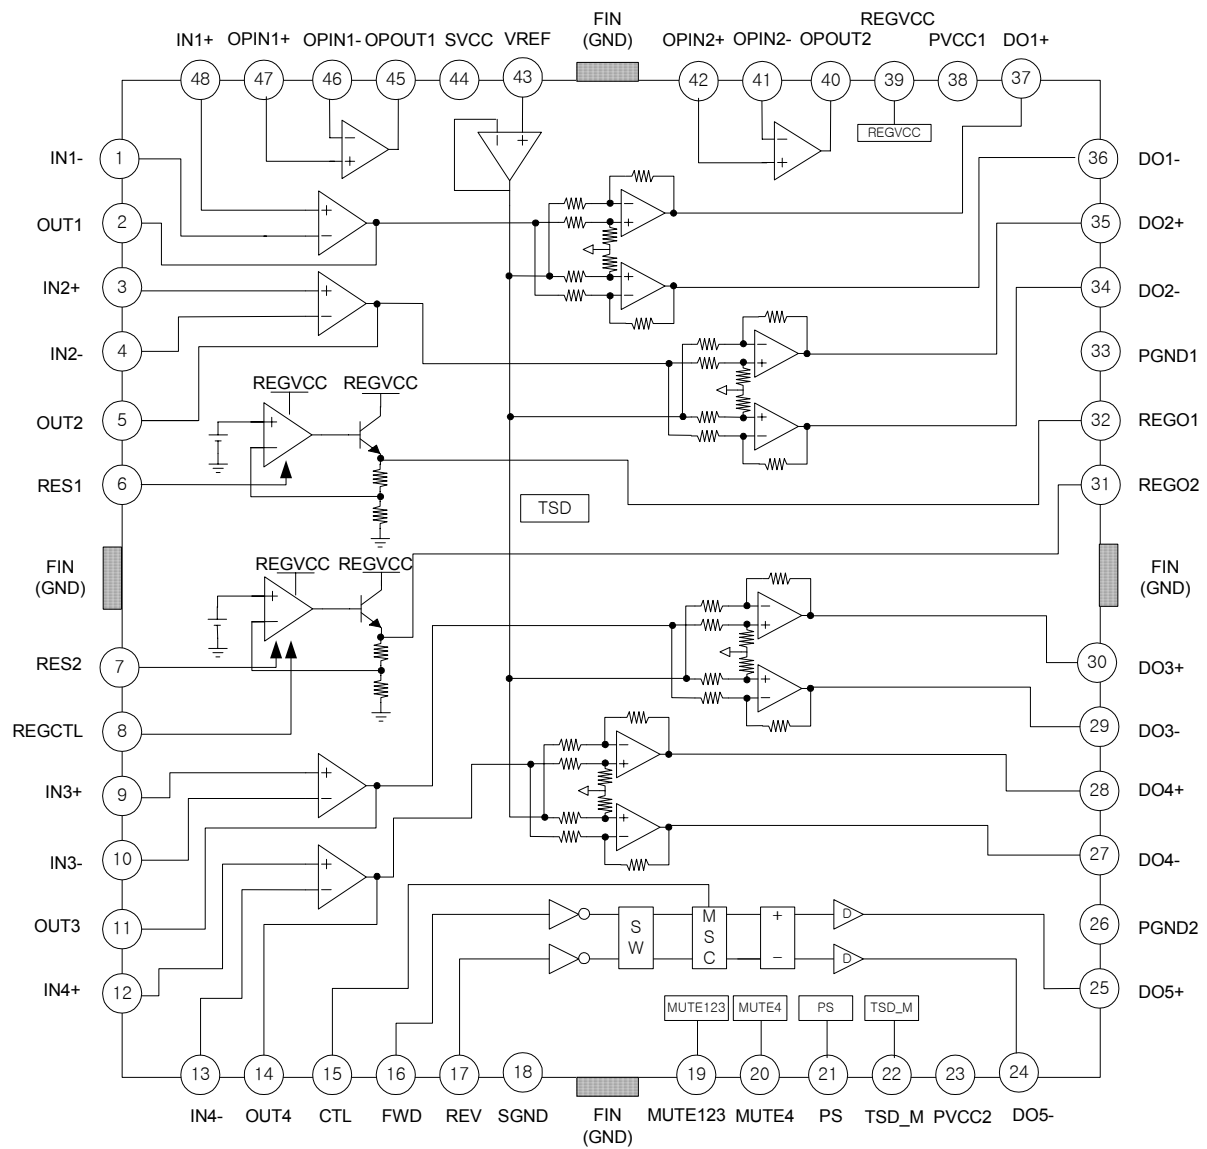 REGVCC
FIN
(GND)
IN1+ OPIN1+ OPIN1- OPOUT1 SVCC VREF OPIN2+ OPIN2- OPOUT2 PVCC1 DO1+
48 47 46 45 44 43 42 41 40 39 38 37
REGVCC
IN1- 1
36 DO1-
OUT1 2
35 DO2+
IN2+ 3
34 DO2-
IN2- 4
33 PGND1
REGVCC REGVCC
OUT2 5
32 REGO1
RES1 6
31 REGO2
TSD
FIN
(GND)
FIN
(GND)
REGVCC REGVCC
RES2 7
30 DO3+
REGCTL 8
29 DO3-
IN3+ 9
28 DO4+
IN3- 10
27 DO4-
OUT3 11
26 PGND2
S
W
M
S
C
+
−
D
D
IN4+ 12
25 DO5+
MUTE123 MUTE4 PS TSD_M
13 14 15 16 17 18 19 20 21 22 23 24
IN4- OUT4 CTL FWD REV SGND FIN MUTE123 MUTE4 PS TSD_M PVCC2 DO5-
(GND)